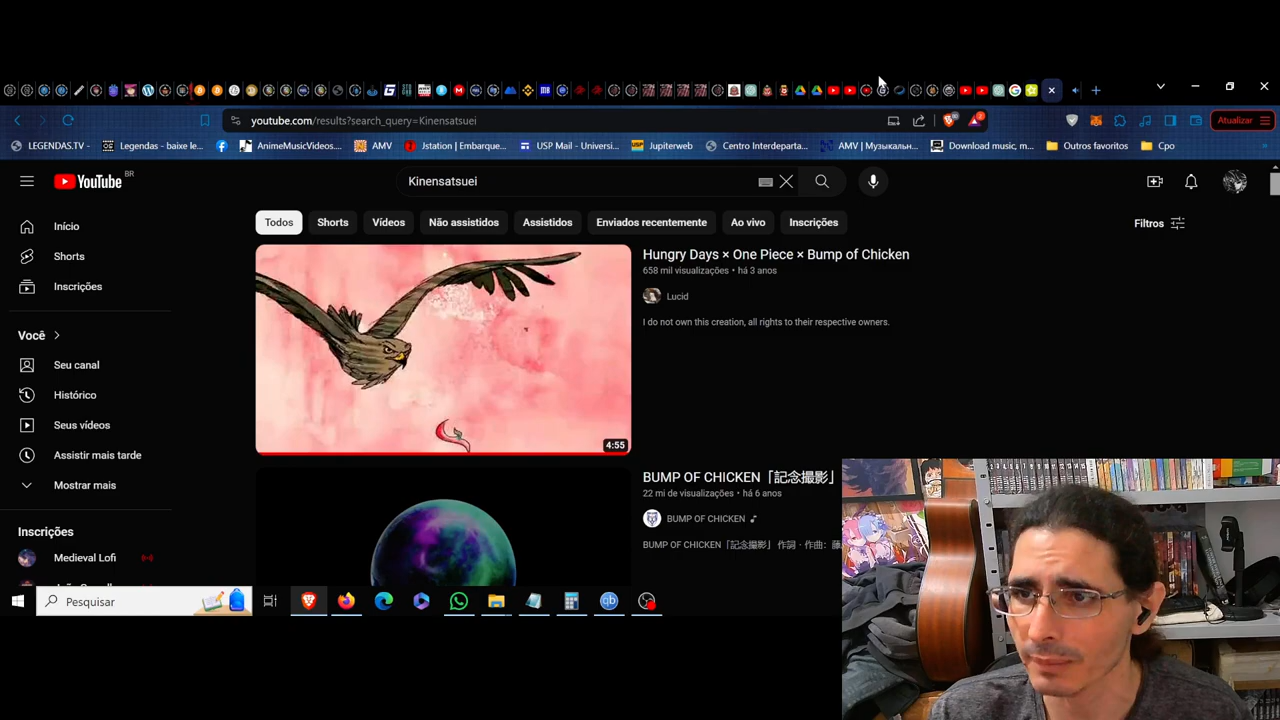 youtube.com/results?search_query=Kinensatsuei
Atualizar
LEGENDAS.TV -
Legendas - baixe le...
AnimeMusicVideos...
AMV
Jstation | Embarque...
USP Mail - Universi...
Jupiterweb
Centro Interdeparta...
AMV | Музыкальн...
Download music, m...
Outros favoritos
Cpo
YouTube BR
Kinensatsuei
Todos
Shorts
Vídeos
Não assistidos
Assistidos
Enviados recentemente
Ao vivo
Inscrições
Filtros
Início
Shorts
Inscrições
Você
Seu canal
Histórico
Seus vídeos
Assistir mais tarde
Mostrar mais
Inscrições
Medieval Lofi
4:55
Hungry Days × One Piece × Bump of Chicken
658 mil visualizações • há 3 anos
Lucid
I do not own this creation, all rights to their respective owners.
BUMP OF CHICKEN「記念撮影」
22 mi de visualizações • há 6 anos
BUMP OF CHICKEN
BUMP OF CHICKEN「記念撮影」 作詞・作曲：藤
Pesquisar